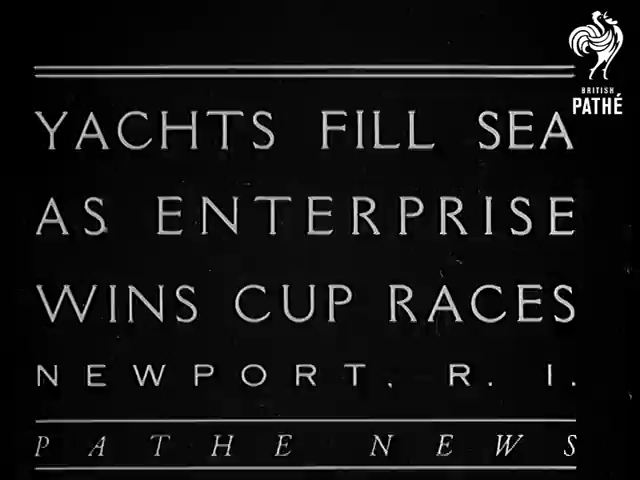 BRITISH
PATHÉ
YACHTS FILL SEA
AS ENTERPRISE
WINS CUP RACES
NEWPORT, R. I.
PATHE NEWS